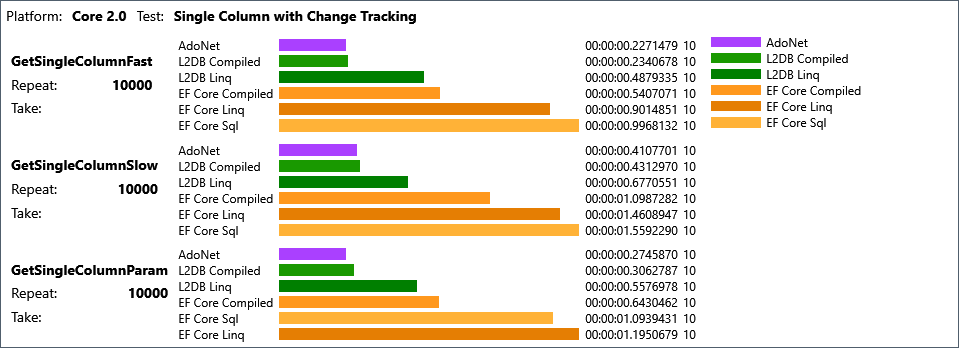 Platform: Core 2.0 Test: Single Column with Change Tracking
GetSingleColumnFast
Repeat: 10000
Take:
AdoNet 00:00:00.2271479 10
L2DB Compiled 00:00:00.2340678 10
L2DB Linq 00:00:00.4879335 10
EF Core Compiled 00:00:00.5407071 10
EF Core Linq 00:00:00.9014851 10
EF Core Sql 00:00:00.9968132 10
AdoNet
L2DB Compiled
L2DB Linq
EF Core Compiled
EF Core Linq
EF Core Sql
GetSingleColumnSlow
Repeat: 10000
Take:
AdoNet 00:00:00.4107701 10
L2DB Compiled 00:00:00.4312970 10
L2DB Linq 00:00:00.6770551 10
EF Core Compiled 00:00:01.0987282 10
EF Core Linq 00:00:01.4608947 10
EF Core Sql 00:00:01.5592290 10
GetSingleColumnParam
Repeat: 10000
Take:
AdoNet 00:00:00.2745870 10
L2DB Compiled 00:00:00.3062787 10
L2DB Linq 00:00:00.5576978 10
EF Core Compiled 00:00:00.6430462 10
EF Core Sql 00:00:01.0939431 10
EF Core Linq 00:00:01.1950679 10